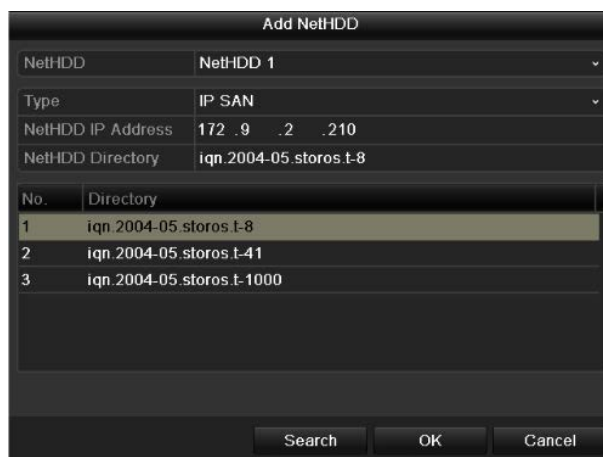 Add NetHDD
NetHDD NetHDD 1
Type IP SAN
NetHDD IP Address 172 .9 .2 .210
NetHDD Directory iqn.2004-05.storos.t-8
No. Directory
1 iqn.2004-05.storos.t-8
2 iqn.2004-05.storos.t-41
3 iqn.2004-05.storos.t-1000
Search OK Cancel